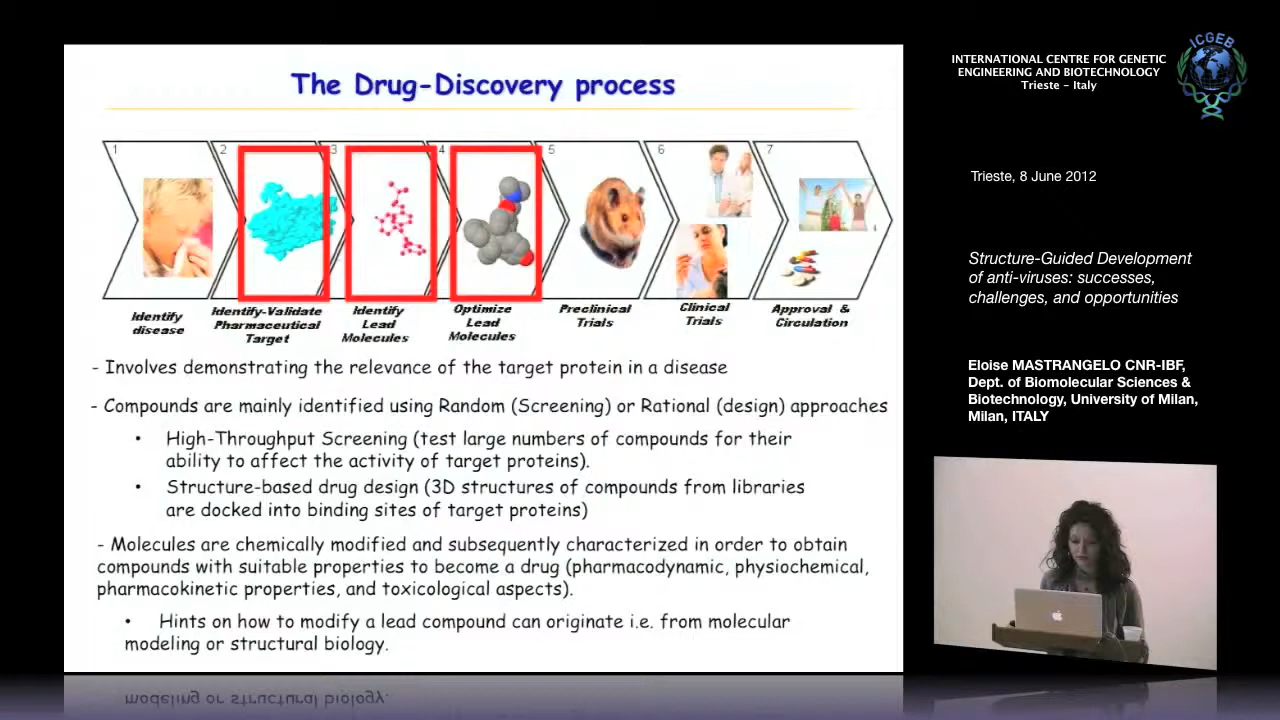 The Drug-Discovery process
1
2
3
4
5
6
7
Identify
disease
Identify-Validate
Pharmaceutical
Target
Identify
Lead
Molecules
Optimize
Lead
Molecules
Preclinical
Trials
Clinical
Trials
Approval &
Circulation
- Involves demonstrating the relevance of the target protein in a disease
- Compounds are mainly identified using Random (Screening) or Rational (design) approaches
• High-Throughput Screening (test large numbers of compounds for their
ability to affect the activity of target proteins).
• Structure-based drug design (3D structures of compounds from libraries
are docked into binding sites of target proteins)
- Molecules are chemically modified and subsequently characterized in order to obtain
compounds with suitable properties to become a drug (pharmacodynamic, physiochemical,
pharmacokinetic properties, and toxicological aspects).
• Hints on how to modify a lead compound can originate i.e. from molecular
modeling or structural biology.
INTERNATIONAL CENTRE FOR GENETIC
ENGINEERING AND BIOTECHNOLOGY
Trieste - Italy
ICGEB
Trieste, 8 June 2012
Structure-Guided Development
of anti-viruses: successes,
challenges, and opportunities
Eloise MASTRANGELO CNR-IBF,
Dept. of Biomolecular Sciences &
Biotechnology, University of Milan,
Milan, ITALY